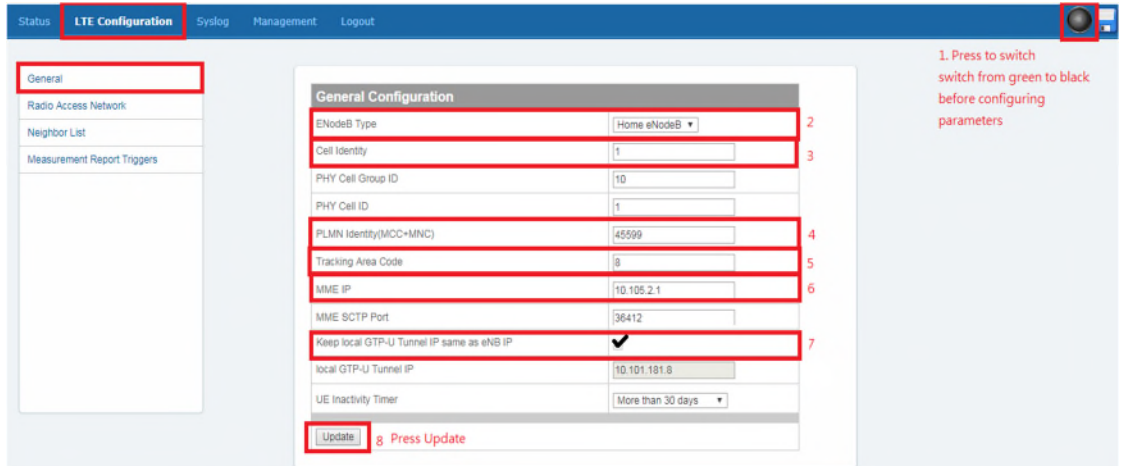 Status LTE Configuration Syslog Management Logout
1. Press to switch
switch from green to black
before configuring
parameters
General
Radio Access Network
Neighbor List
Measurement Report Triggers
General Configuration
ENodeB Type Home eNodeB 2
Cell Identity 1 3
PHY Cell Group ID 10
PHY Cell ID 1
PLMN Identity(MCC+MNC) 45599 4
Tracking Area Code 8 5
MME IP 10.105.2.1 6
MME SCTP Port 36412
Keep local GTP-U Tunnel IP same as eNB IP 7
local GTP-U Tunnel IP 10.101.181.8
UE Inactivity Timer More than 30 days
Update 8 Press Update